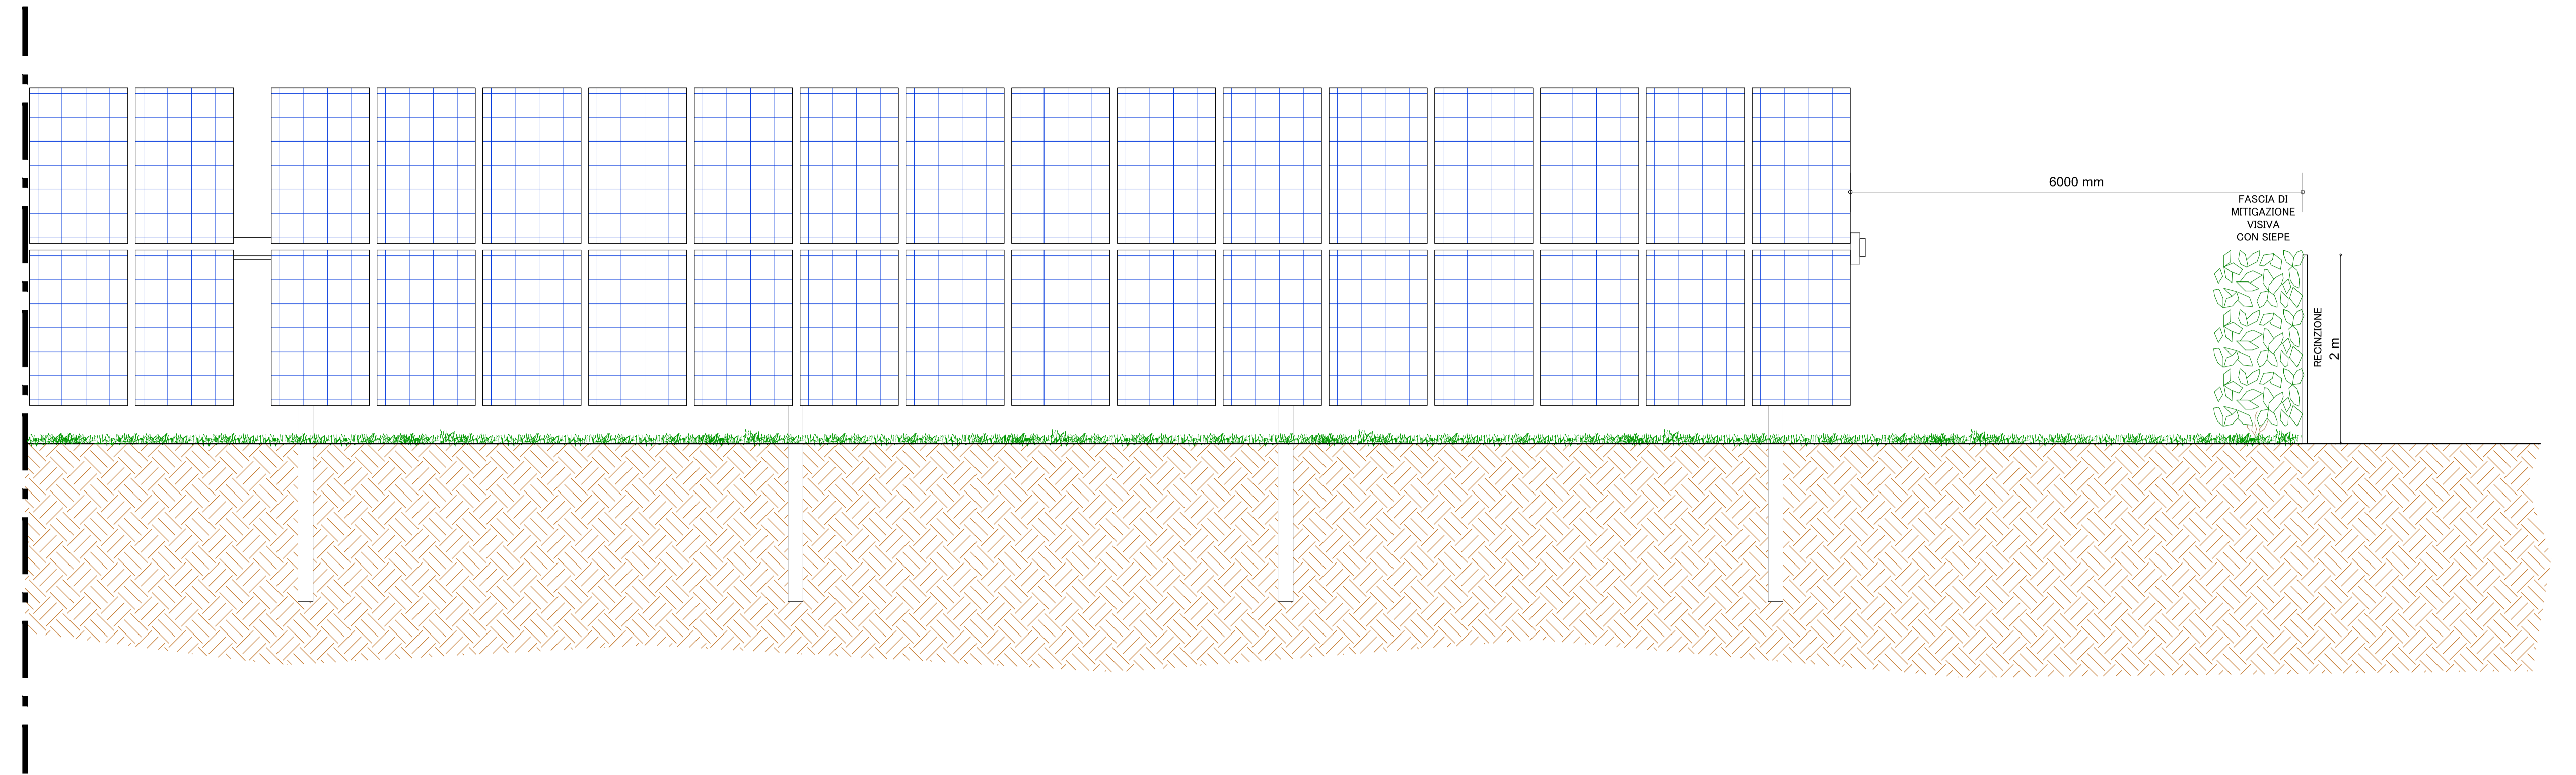 6000 mm
FASCIA DI
MITIGAZIONE
VISIVA
CON SIEPE
RECINZIONE
2 m